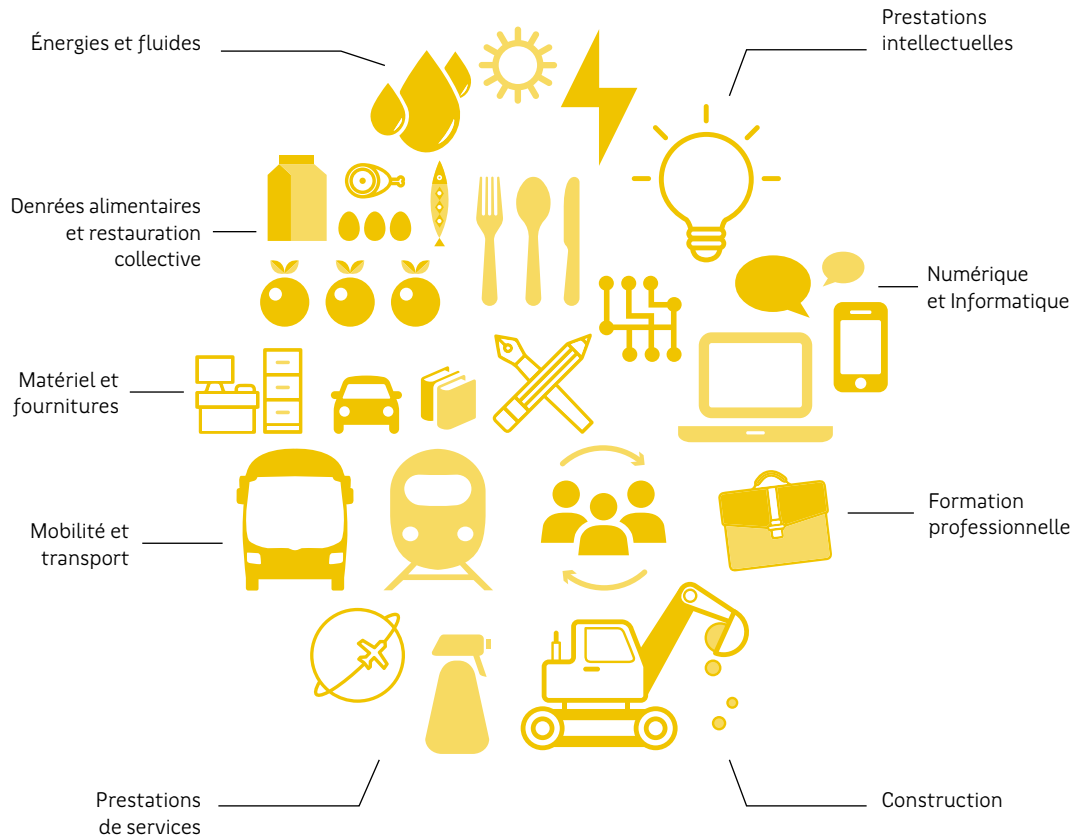 Énergies et fluides
Prestations
intellectuelles
Denrées alimentaires
et restauration
collective
Numérique
et Informatique
Matériel et
fournitures
Mobilité et
transport
Formation
professionnelle
Prestations
de services
Construction